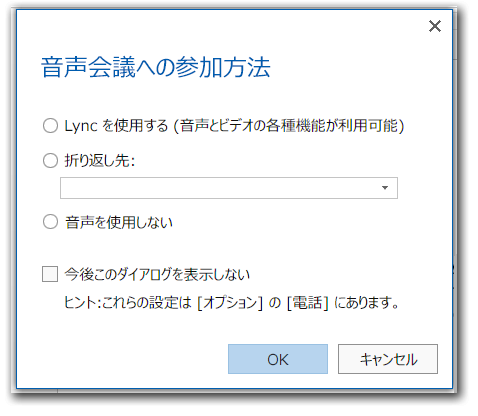 音声会議への参加方法
Lync を使用する (音声とビデオの各種機能が利用可能)
折り返し先:
音声を使用しない
今後このダイアログを表示しない
ヒント:これらの設定は [オプション] の [電話] にあります。
OK キャンセル